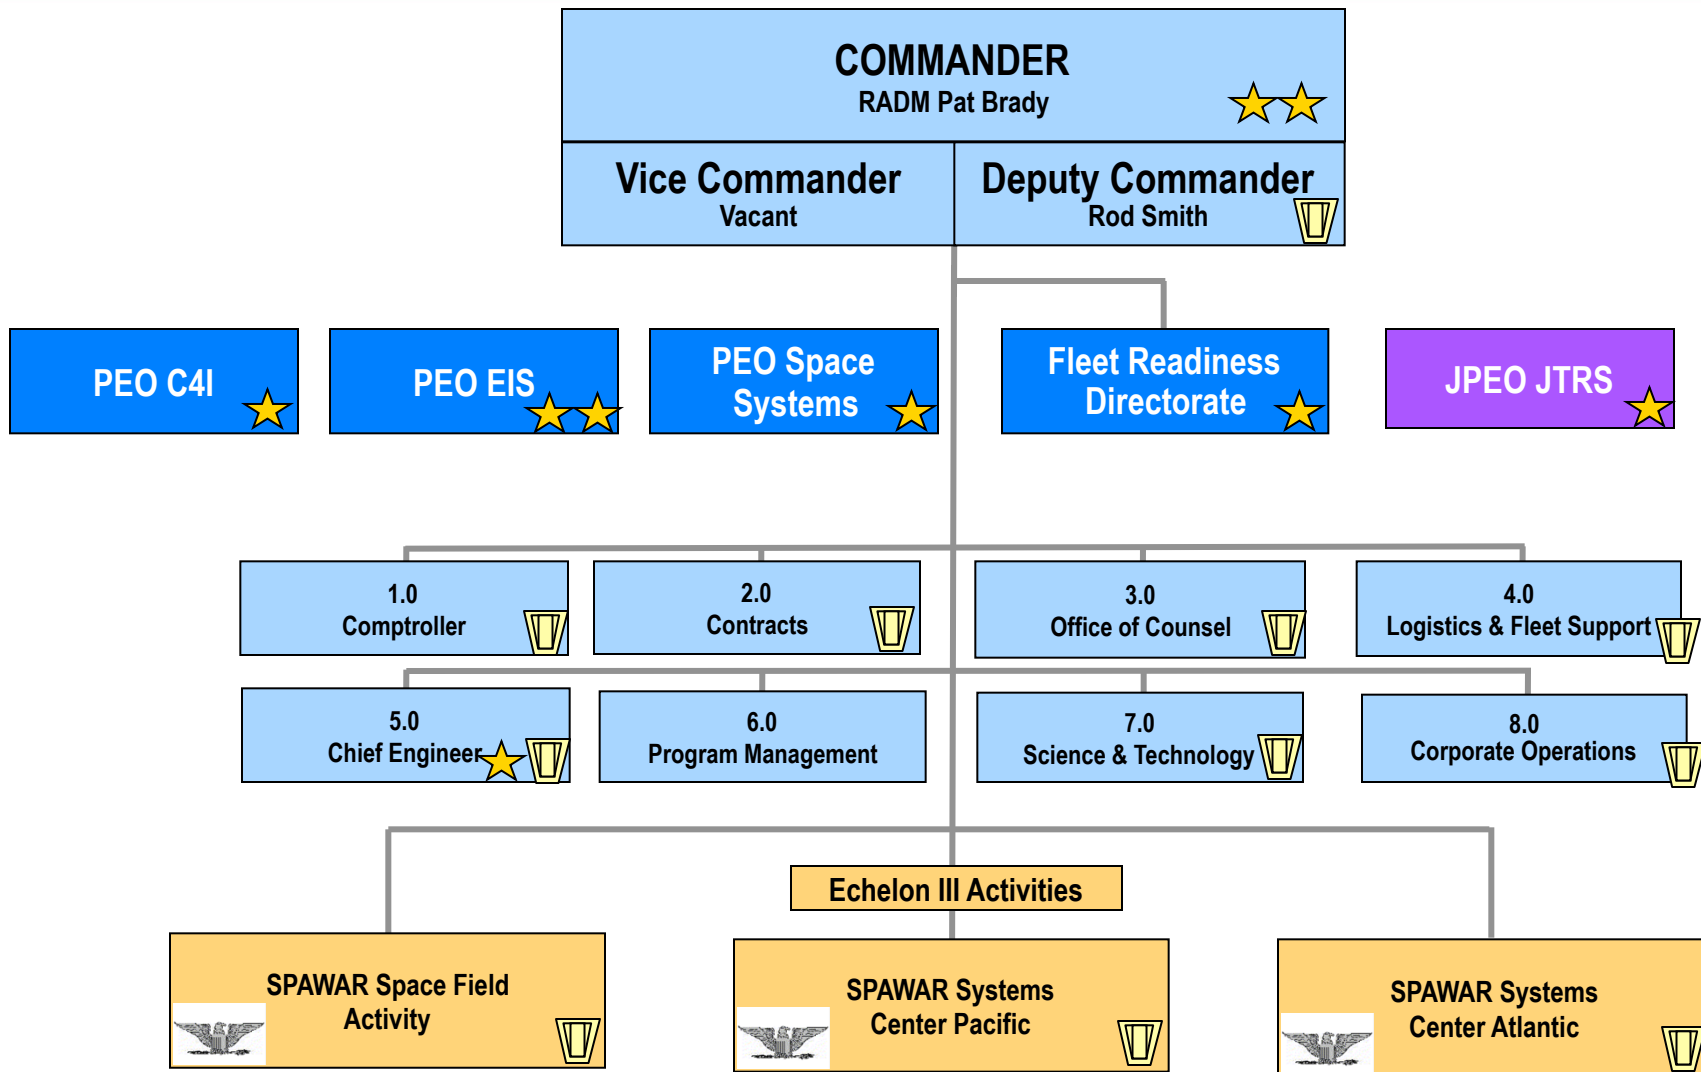 COMMANDER
RADM Pat Brady
Vice Commander
Vacant
Deputy Commander
Rod Smith
PEO C4I
PEO EIS
PEO Space
Systems
Fleet Readiness
Directorate
JPEO JTRS
1.0
Comptroller
2.0
Contracts
3.0
Office of Counsel
4.0
Logistics & Fleet Support
5.0
Chief Engineer
6.0
Program Management
7.0
Science & Technology
8.0
Corporate Operations
Echelon III Activities
SPAWAR Space Field
Activity
SPAWAR Systems
Center Pacific
SPAWAR Systems
Center Atlantic